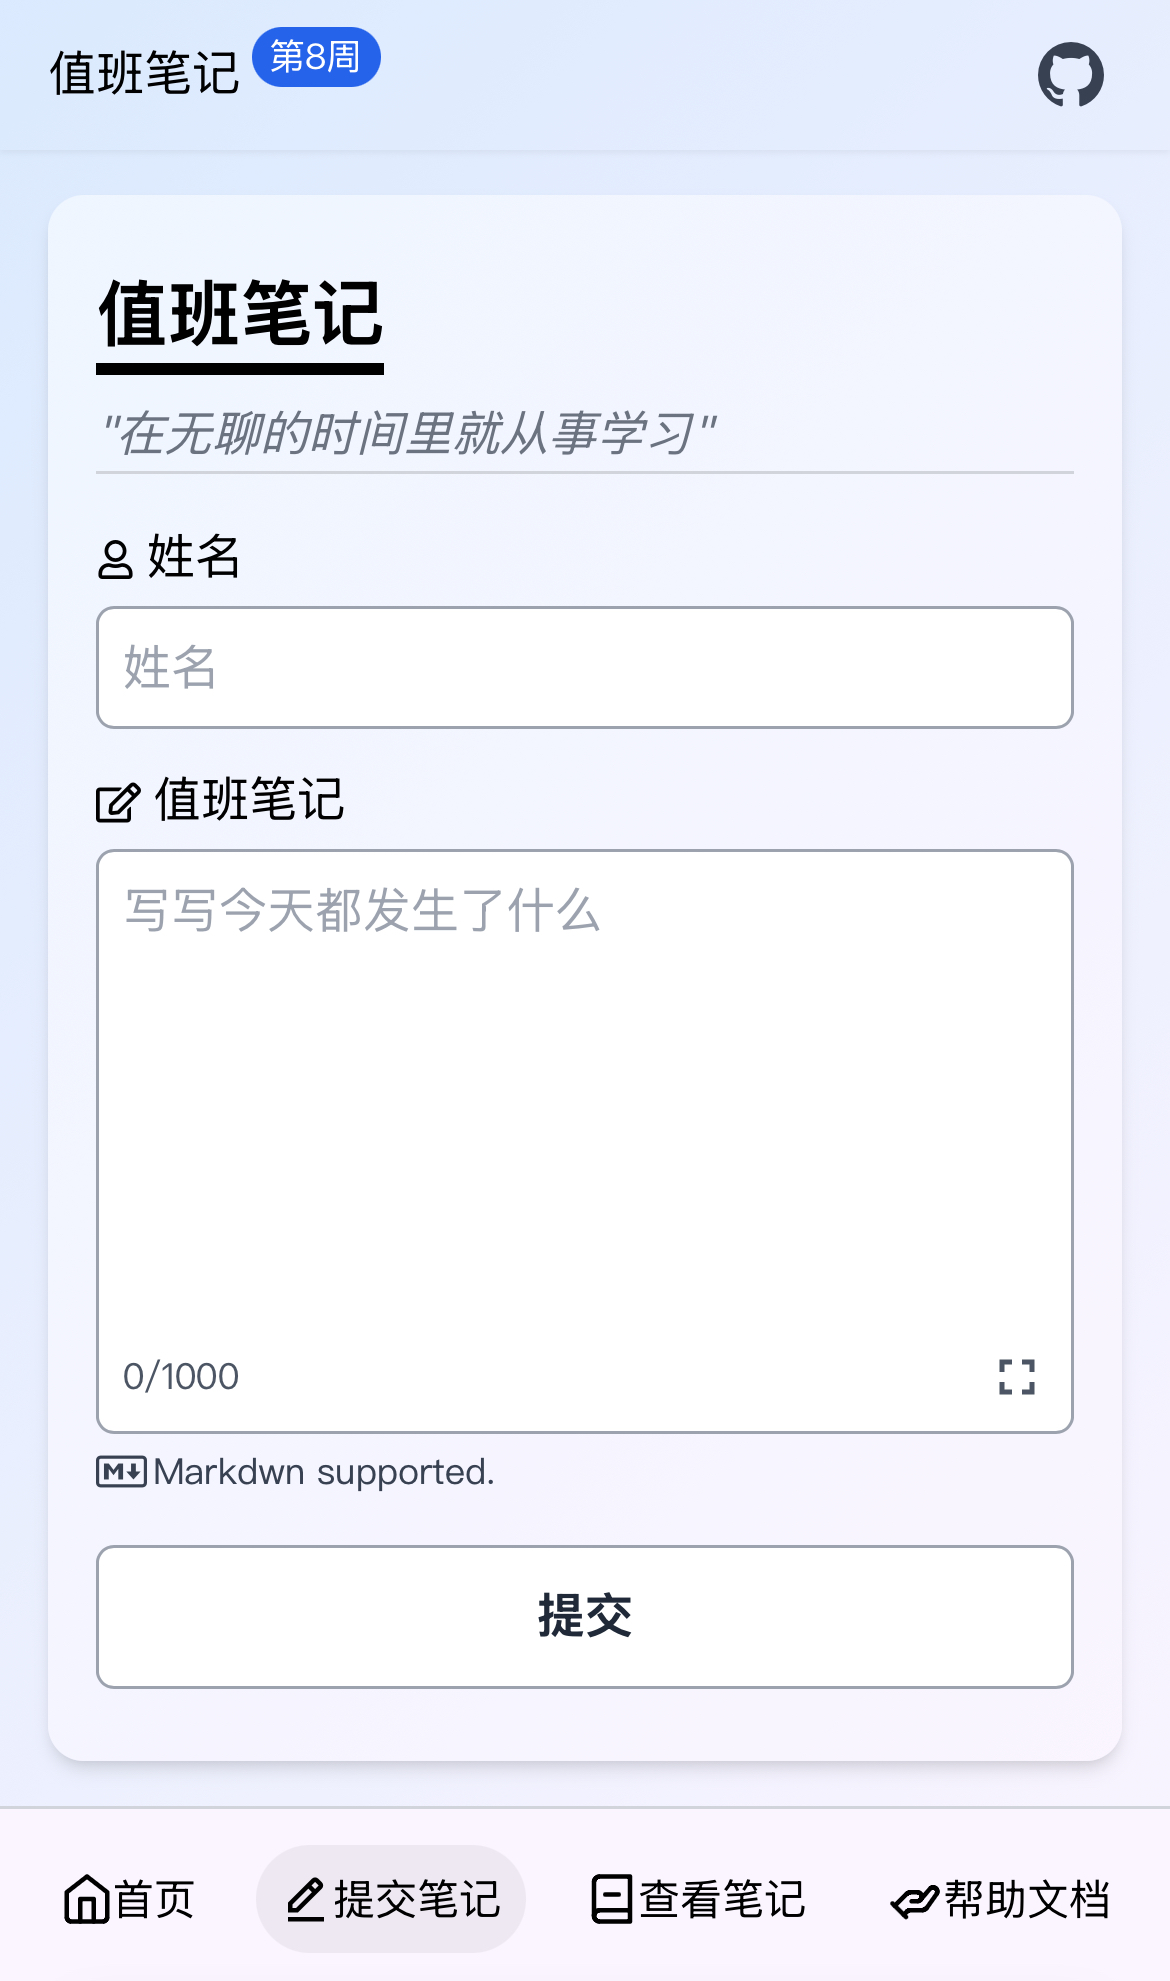 值班笔记 第8周
值班笔记
"在无聊的时间里就从事学习"
姓名
姓名
值班笔记
写写今天都发生了什么
0/1000
Markdwn supported.
提交
首页 提交笔记 查看笔记 帮助文档